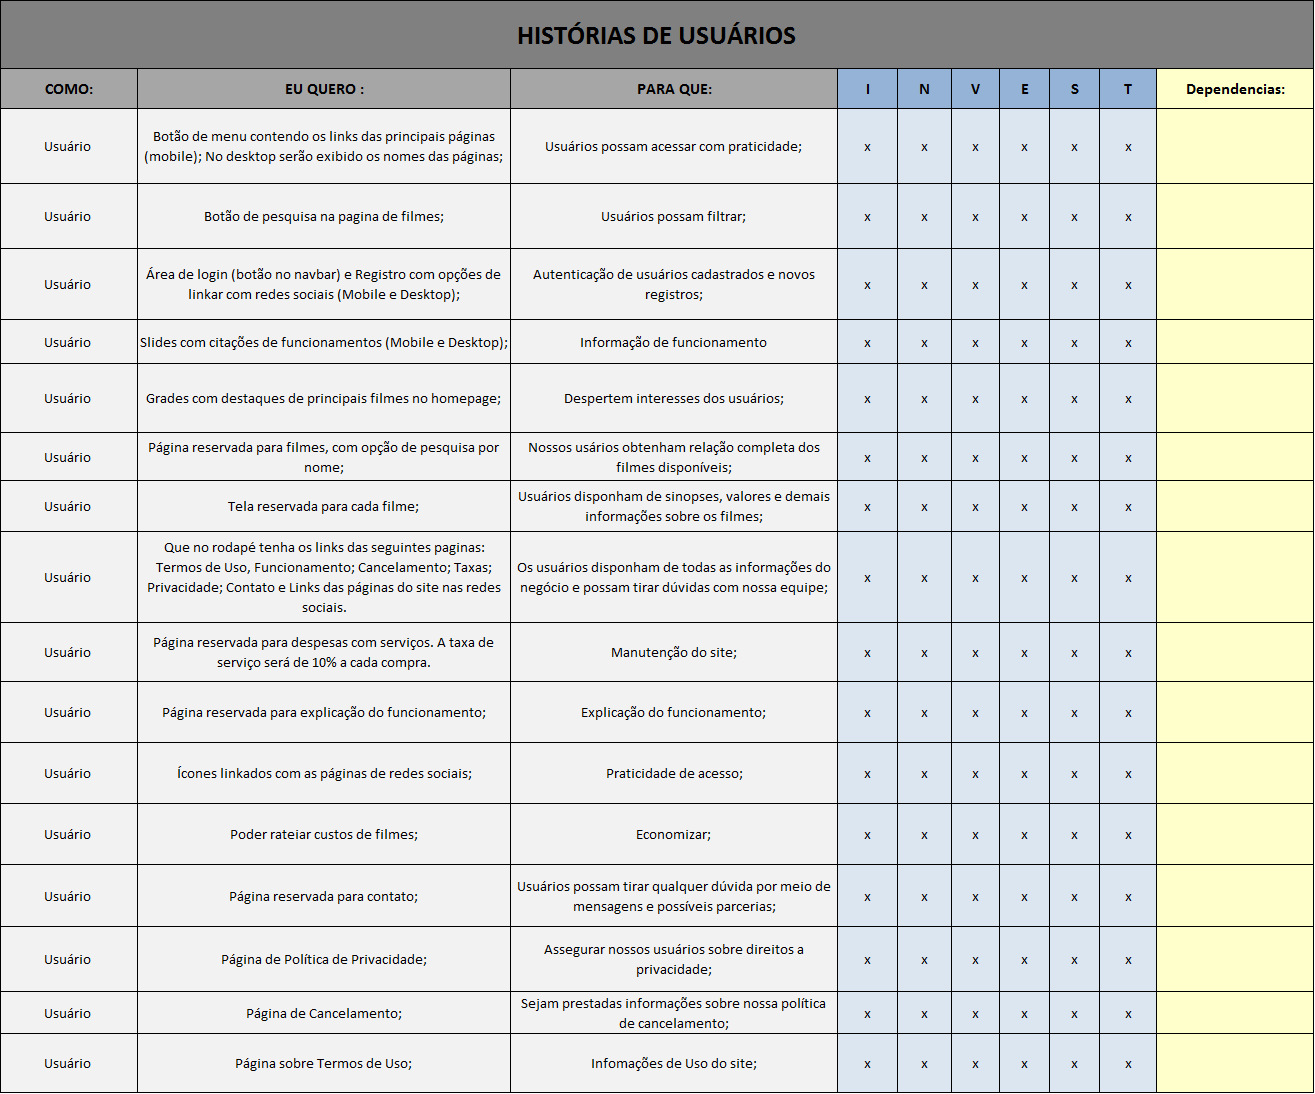 HISTÓRIAS DE USUÁRIOS
COMO: EU QUERO : PARA QUE: I N V E S T Dependencias:
Usuário
Botão de menu contendo os links das principais páginas
(mobile); No desktop serão exibido os nomes das páginas;
Usuários possam acessar com praticidade;
x x x x x x
Usuário
Botão de pesquisa na pagina de filmes;
Usuários possam filtrar;
x x x x x x
Usuário
Área de login (botão no navbar) e Registro com opções de
linkar com redes sociais (Mobile e Desktop);
Autenticação de usuários cadastrados e novos
registros;
x x x x x x
Usuário
Slides com citações de funcionamentos (Mobile e Desktop);
Informação de funcionamento
x x x x x x
Usuário
Grades com destaques de principais filmes no homepage;
Despertem interesses dos usuários;
x x x x x x
Usuário
Página reservada para filmes, com opção de pesquisa por
nome;
Nossos usários obtenham relação completa dos
filmes disponíveis;
x x x x x x
Usuário
Tela reservada para cada filme;
Usuários disponham de sinopses, valores e demais
informações sobre os filmes;
x x x x x x
Usuário
Que no rodapé tenha os links das seguintes paginas:
Termos de Uso, Funcionamento; Cancelamento; Taxas;
Privacidade; Contato e Links das páginas do site nas redes
sociais.
Os usuários disponham de todas as informações do
negócio e possam tirar dúvidas com nossa equipe;
x x x x x x
Usuário
Página reservada para despesas com serviços. A taxa de
serviço será de 10% a cada compra.
Manutenção do site;
x x x x x x
Usuário
Página reservada para explicação do funcionamento;
Explicação do funcionamento;
x x x x x x
Usuário
Ícones linkados com as páginas de redes sociais;
Praticidade de acesso;
x x x x x x
Usuário
Poder rateiar custos de filmes;
Economizar;
x x x x x x
Usuário
Página reservada para contato;
Usuários possam tirar qualquer dúvida por meio de
mensagens e possíveis parcerias;
x x x x x x
Usuário
Página de Política de Privacidade;
Assegurar nossos usuários sobre direitos a
privacidade;
x x x x x x
Usuário
Página de Cancelamento;
Sejam prestadas informações sobre nossa política
de cancelamento;
x x x x x x
Usuário
Página sobre Termos de Uso;
Infomações de Uso do site;
x x x x x x